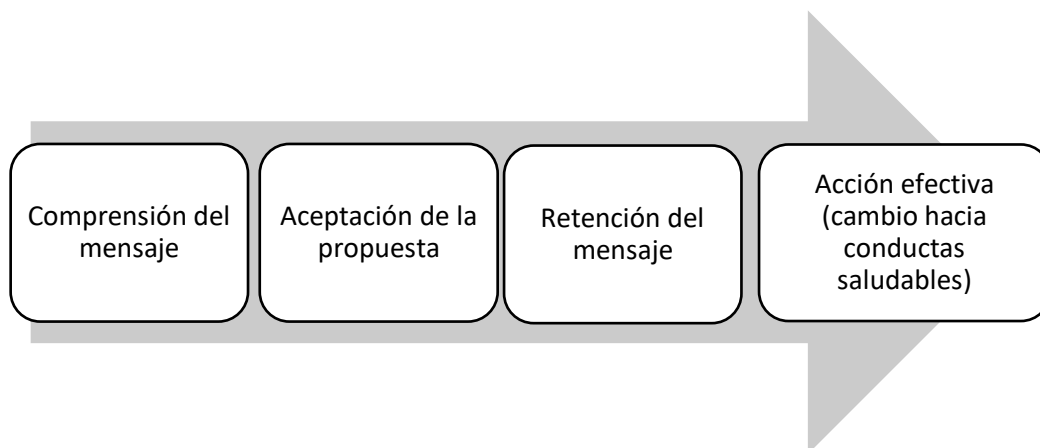 Comprensión del
mensaje
Aceptación de la
propuesta
Retención del
mensaje
Acción efectiva
(cambio hacia
conductas
saludables)